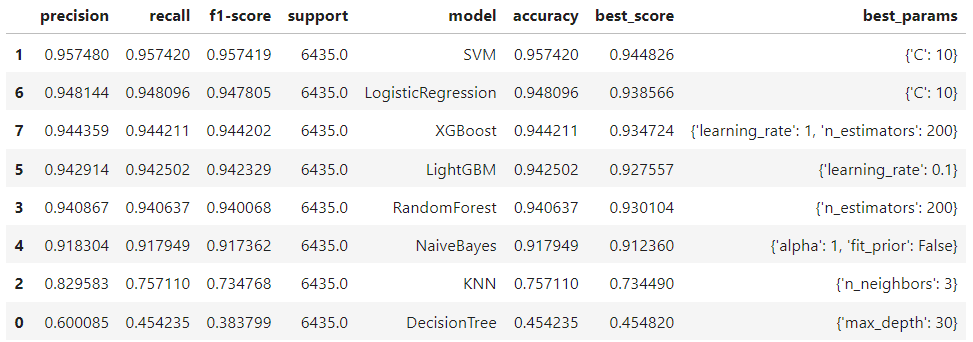 precision recall f1-score support model accuracy best_score best_params
1 0.957480 0.957420 0.957419 6435.0 SVM 0.957420 0.944826 {'C': 10}
6 0.948144 0.948096 0.947805 6435.0 LogisticRegression 0.948096 0.938566 {'C': 10}
7 0.944359 0.944211 0.944202 6435.0 XGBoost 0.944211 0.934724 {'learning_rate': 1, 'n_estimators': 200}
5 0.942914 0.942502 0.942329 6435.0 LightGBM 0.942502 0.927557 {'learning_rate': 0.1}
3 0.940867 0.940637 0.940068 6435.0 RandomForest 0.940637 0.930104 {'n_estimators': 200}
4 0.918304 0.917949 0.917362 6435.0 NaiveBayes 0.917949 0.912360 {'alpha': 1, 'fit_prior': False}
2 0.829583 0.757110 0.734768 6435.0 KNN 0.757110 0.734490 {'n_neighbors': 3}
0 0.600085 0.454235 0.383799 6435.0 DecisionTree 0.454235 0.454820 {'max_depth': 30}